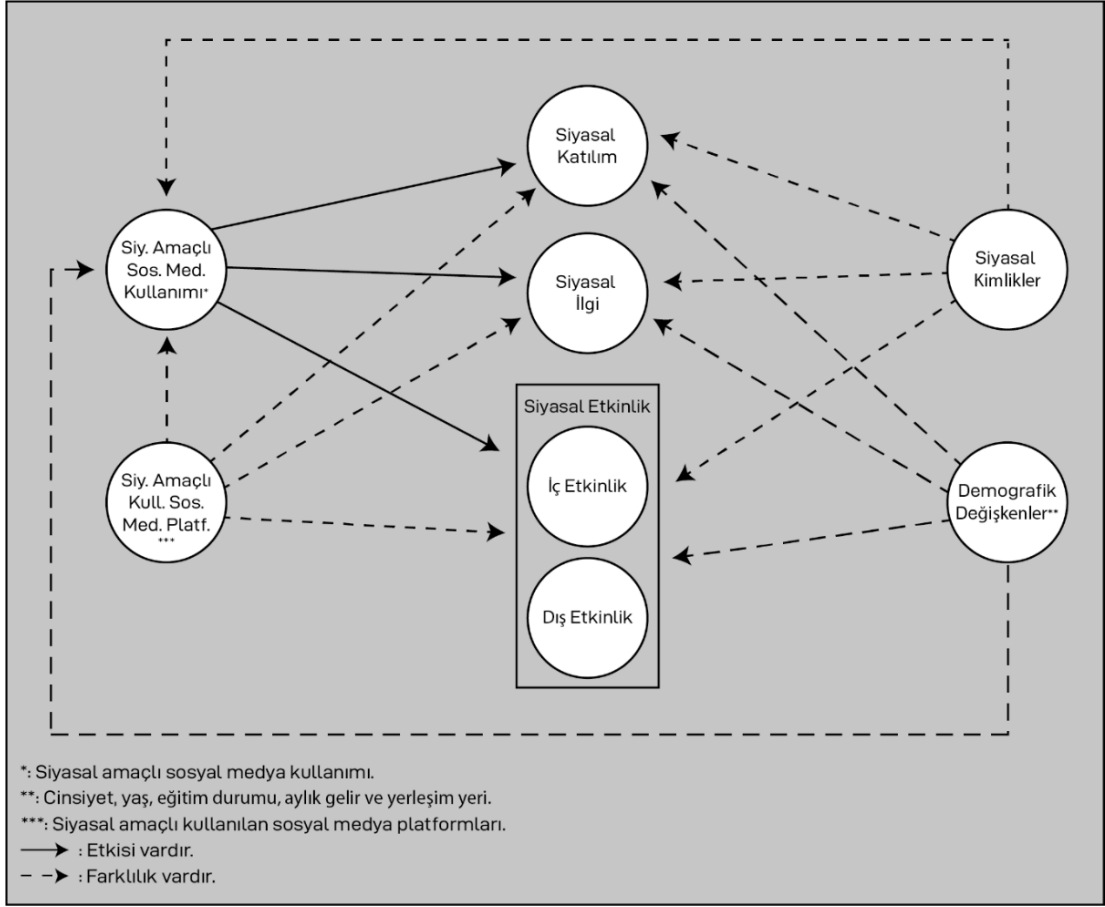 Siyasal
Katılım
Siy. Amaçlı
Sos. Med.
Kullanımı*
Siyasal
İlgi
Siyasal
Kimlikler
Siyasal Etkinlik
İç Etkinlik
Dış Etkinlik
Siy. Amaçlı
Kull. Sos.
Med. Platf.
***
Demografik
Değişkenler**
*: Siyasal amaçlı sosyal medya kullanımı.
**: Cinsiyet, yaş, eğitim durumu, aylık gelir ve yerleşim yeri.
***: Siyasal amaçlı kullanılan sosyal medya platformları.
: Etkisi vardır.
: Farklılık vardır.